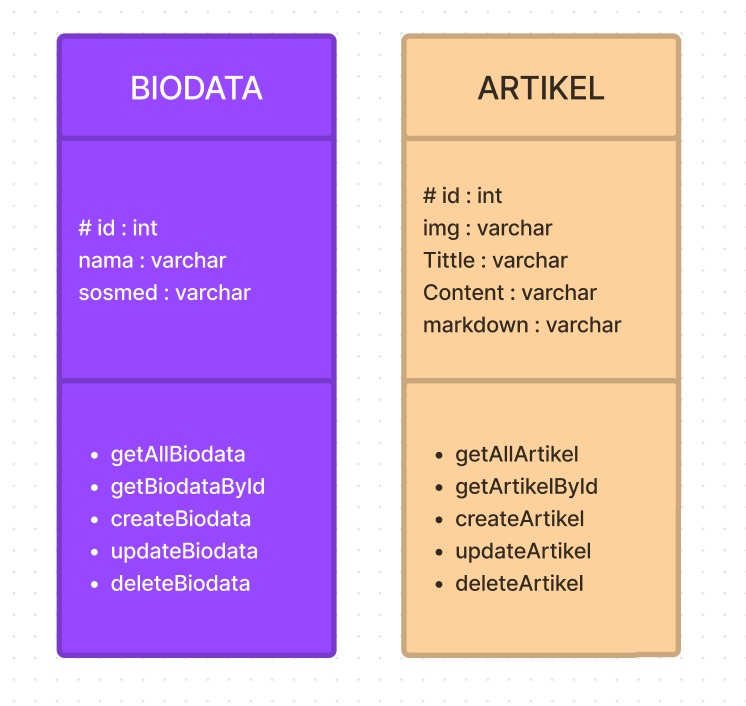 BIODATA
# id : int
nama : varchar
sosmed : varchar
• getAllBiodata
• getBiodataById
• createBiodata
• updateBiodata
• deleteBiodata
ARTIKEL
# id : int
img : varchar
Tittle : varchar
Content : varchar
markdown : varchar
• getAllArtikel
• getArtikelById
• createArtikel
• updateArtikel
• deleteArtikel